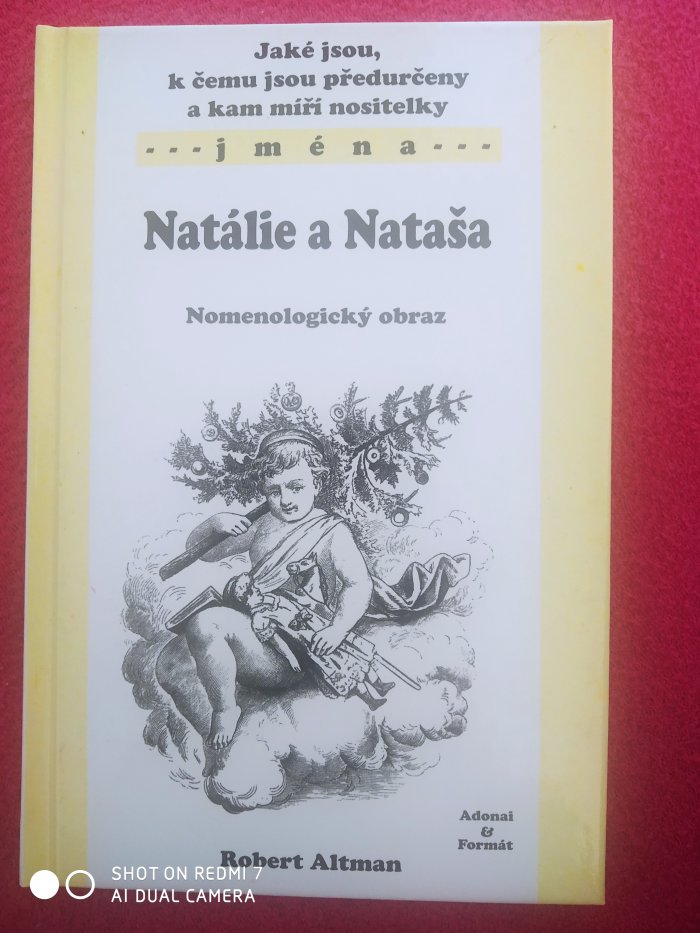 Jaké jsou,
k čemu jsou předurčeny
a kam míří nositelky
- - - j m é n a - - -
Natálie a Nataša
Nomenologický obraz
Adonai
&
Formát
Robert Altman
SHOT ON REDMI 7
AI DUAL CAMERA